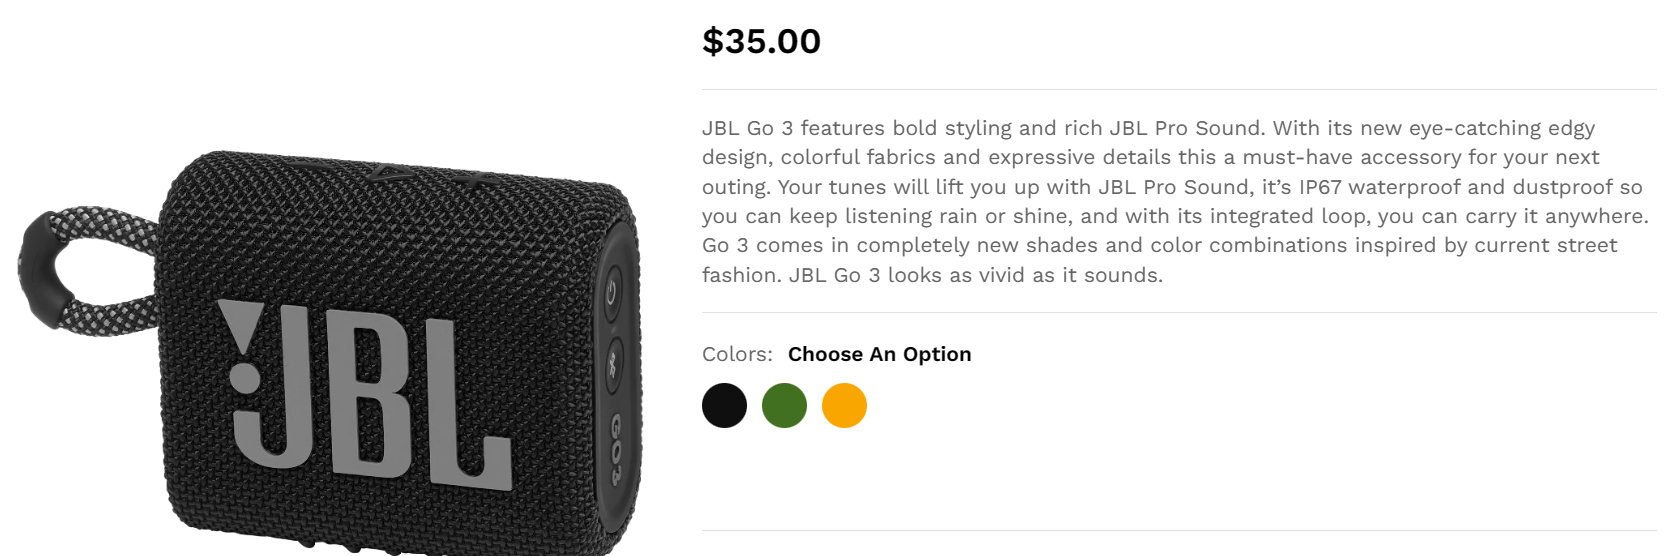 $35.00
JBL Go 3 features bold styling and rich JBL Pro Sound. With its new eye-catching edgy
design, colorful fabrics and expressive details this a must-have accessory for your next
outing. Your tunes will lift you up with JBL Pro Sound, it’s IP67 waterproof and dustproof so
you can keep listening rain or shine, and with its integrated loop, you can carry it anywhere.
Go 3 comes in completely new shades and color combinations inspired by current street
fashion. JBL Go 3 looks as vivid as it sounds.
Colors: Choose An Option
JBL
GO3